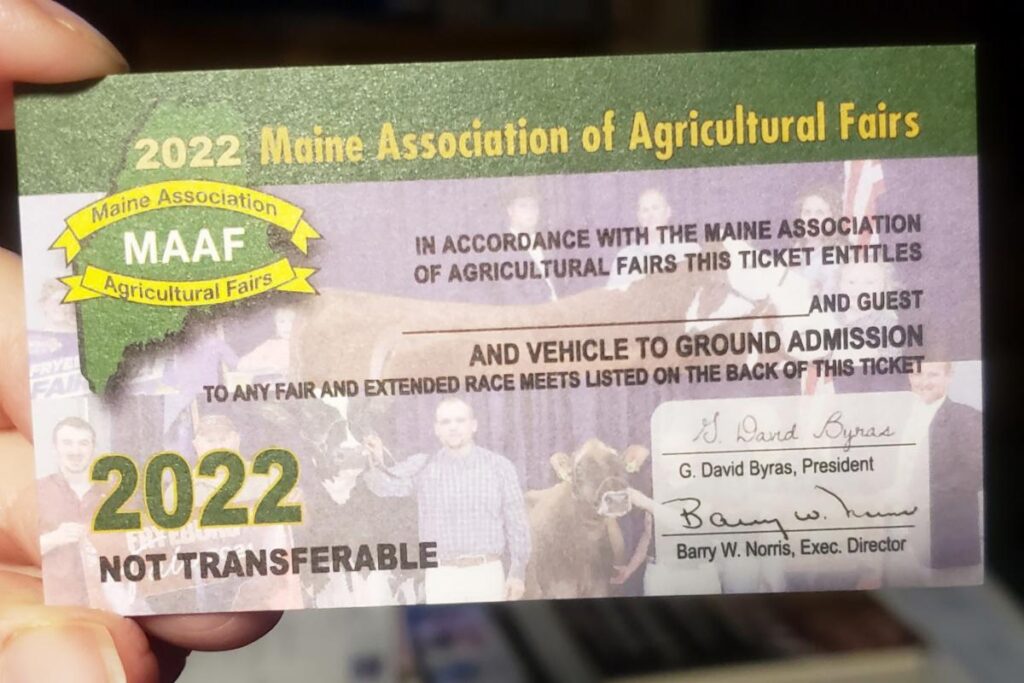 2022 Maine Association of Agricultural Fairs
Maine Association
MAAF
Agricultural Fairs
IN ACCORDANCE WITH THE MAINE ASSOCIATION
OF AGRICULTURAL FAIRS THIS TICKET ENTITLES
AND GUEST
AND VEHICLE TO GROUND ADMISSION
TO ANY FAIR AND EXTENDED RACE MEETS LISTED ON THE BACK OF THIS TICKET
G. David Byras
G. David Byras, President
Barry W. Norris, Exec. Director
2022
NOT TRANSFERABLE